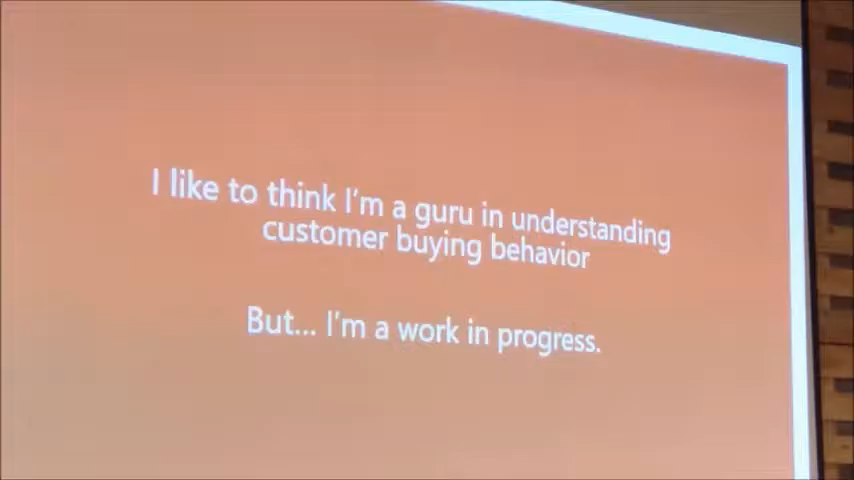 I like to think I'm a guru in understanding
customer buying behavior
But... I'm a work in progress.